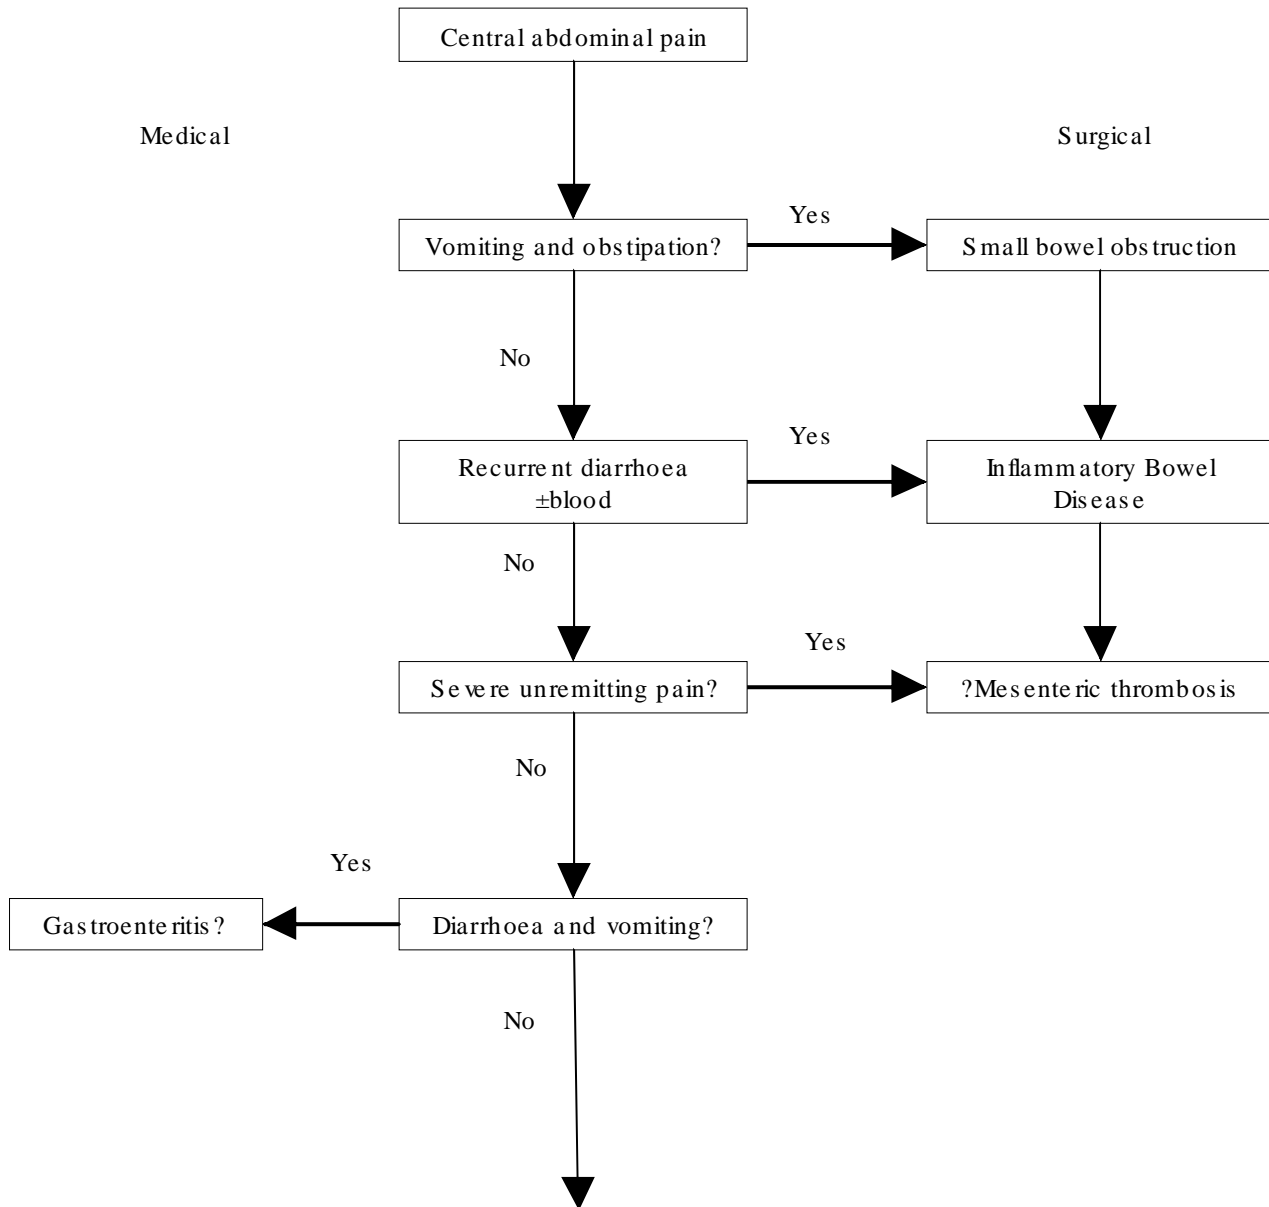 Central abdominal pain
Medical
Surgical
Yes
Vomiting and obstipation?
Small bowel obstruction
No
Yes
Recurrent diarrhoea
±blood
Inflammatory Bowel
Disease
No
Yes
Severe unremitting pain?
?Mesenteric thrombosis
No
Yes
Gastroenteritis?
Diarrhoea and vomiting?
No